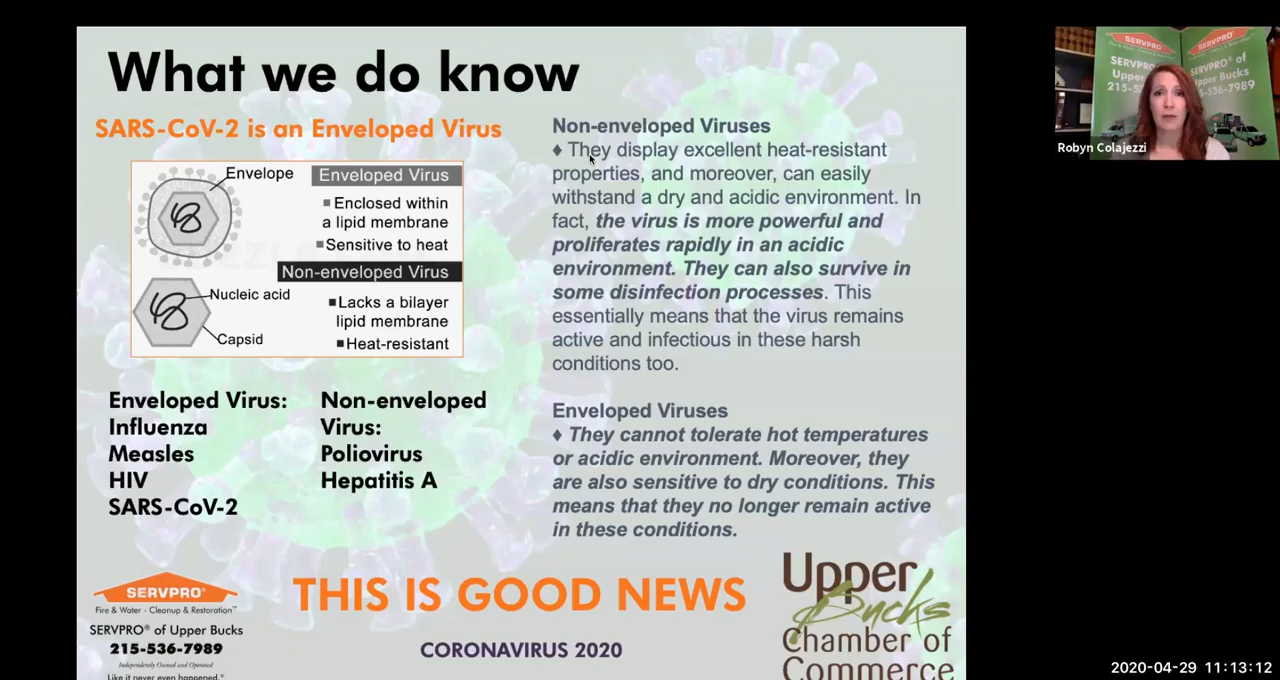 What we do know
SARS-CoV-2 is an Enveloped Virus
Envelope
Enveloped Virus
Enclosed within
a lipid membrane
Sensitive to heat
Non-enveloped Virus
Nucleic acid
Lacks a bilayer
lipid membrane
Capsid
Heat-resistant
Enveloped Virus:
Influenza
Measles
HIV
SARS-CoV-2
Non-enveloped
Virus:
Poliovirus
Hepatitis A
Non-enveloped Viruses
♦ They display excellent heat-resistant
properties, and moreover, can easily
withstand a dry and acidic environment. In
fact, the virus is more powerful and
proliferates rapidly in an acidic
environment. They can also survive in
some disinfection processes. This
essentially means that the virus remains
active and infectious in these harsh
conditions too.
Enveloped Viruses
♦ They cannot tolerate hot temperatures
or acidic environment. Moreover, they
are also sensitive to dry conditions. This
means that they no longer remain active
in these conditions.
THIS IS GOOD NEWS
CORONAVIRUS 2020
SERVPRO®
Fire & Water - Cleanup & Restoration™
SERVPRO® of Upper Bucks
215-536-7989
Independently Owned and Operated
Like it never even happened.®
Upper
Bucks
Chamber of
Commerce
SERVPRO
SERVPRO
SERVPRO of
Upper Bucks
Robyn Colajezzi
2020-04-29 11:13:12